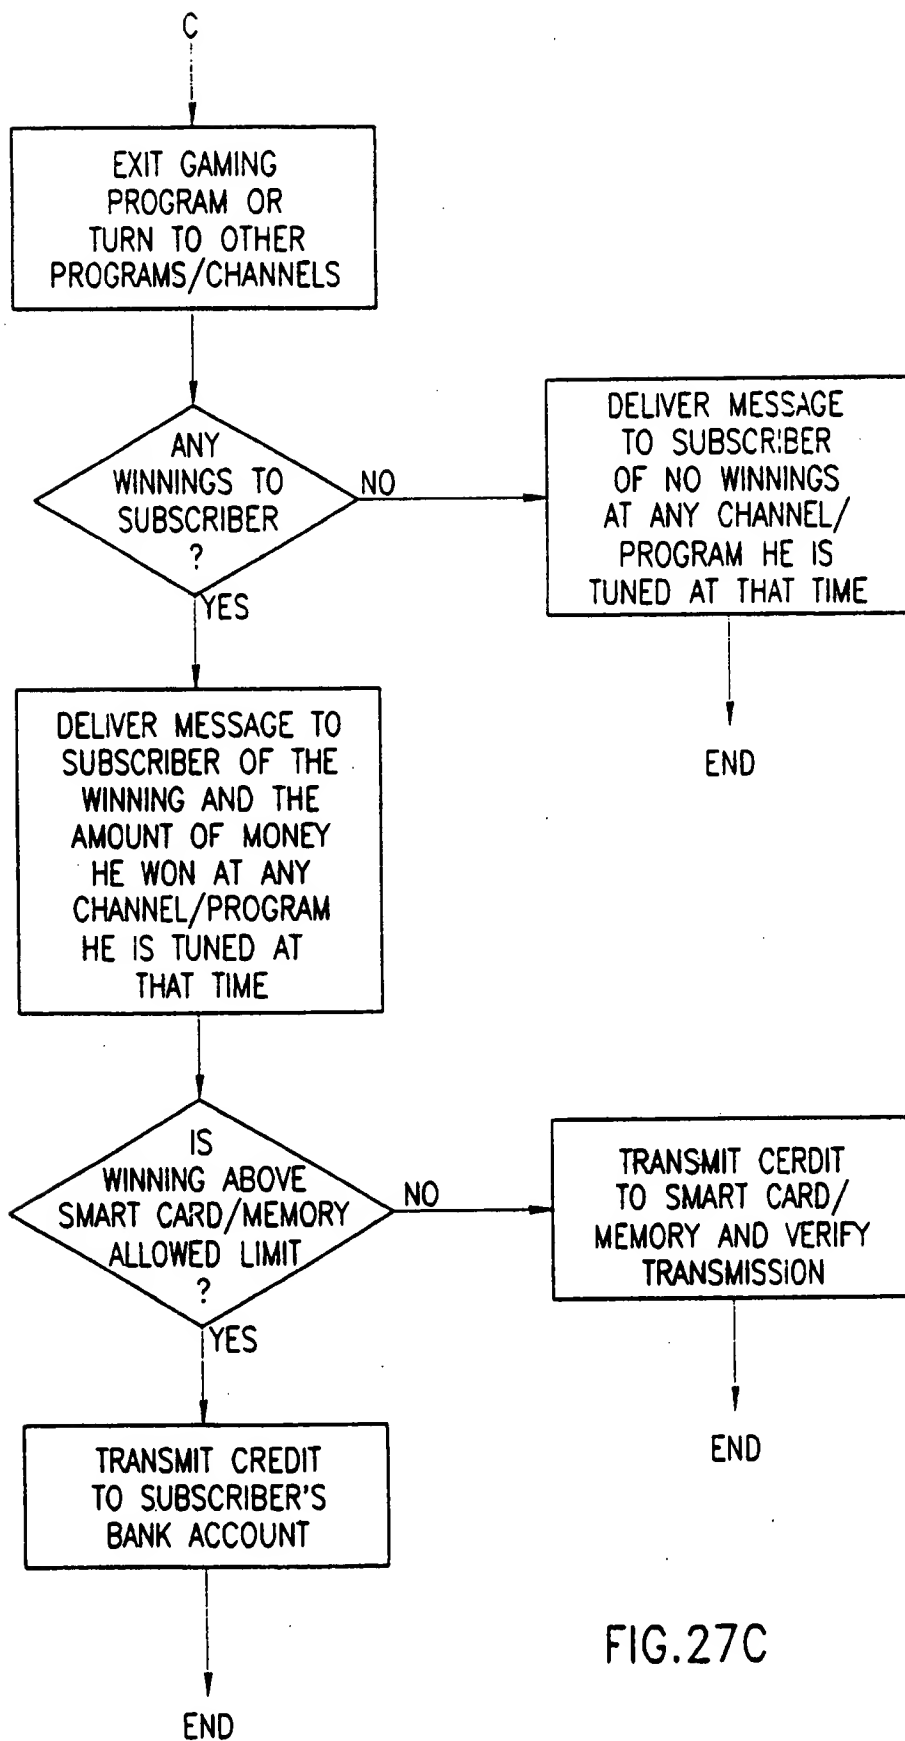 C
EXIT GAMING
PROGRAM OR
TURN TO OTHER
PROGRAMS/CHANNELS
ANY
WINNINGS TO
SUBSCRIBER
?
NO
DELIVER MESSAGE
TO SUBSCRIBER
OF NO WINNINGS
AT ANY CHANNEL/
PROGRAM HE IS
TUNED AT THAT TIME
END
YES
DELIVER MESSAGE TO
SUBSCRIBER OF THE
WINNING AND THE
AMOUNT OF MONEY
HE WON AT ANY
CHANNEL/PROGRAM
HE IS TUNED AT
THAT TIME
IS
WINNING ABOVE
SMART CARD/MEMORY
ALLOWED LIMIT
?
NO
TRANSMIT CERDIT
TO SMART CARD/
MEMORY AND VERIFY
TRANSMISSION
END
YES
TRANSMIT CREDIT
TO SUBSCRIBER'S
BANK ACCOUNT
END
FIG.27C